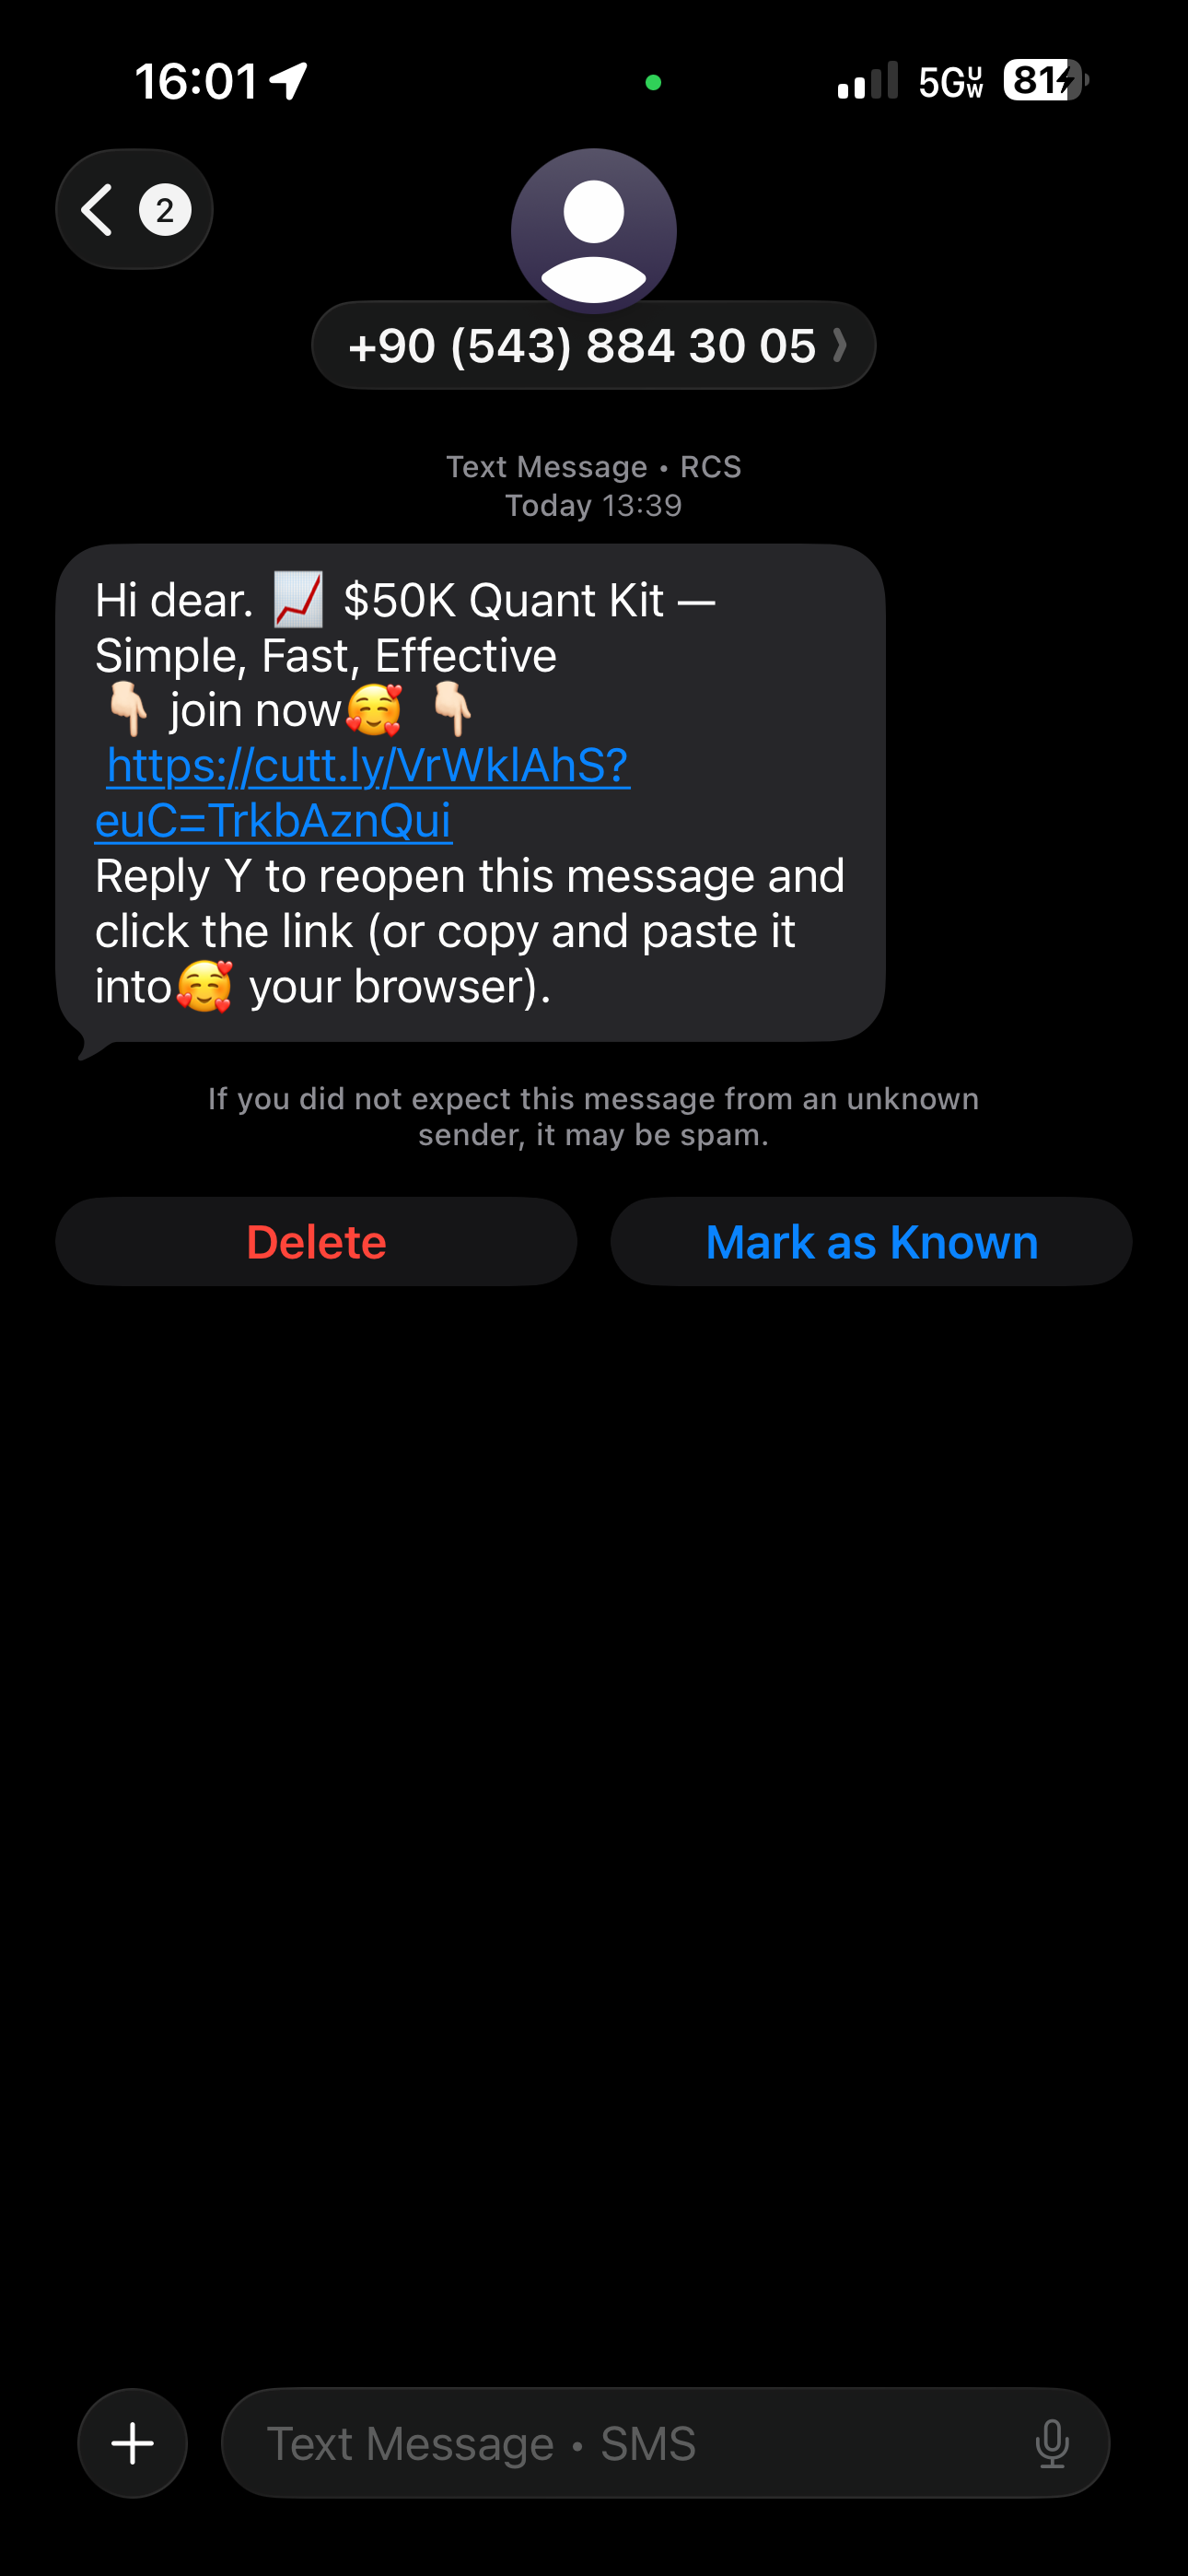 16:01
5G UW
81
2
+90 (543) 884 30 05
Text Message • RCS
Today 13:39
Hi dear. 📈 $50K Quant Kit —
Simple, Fast, Effective
👇🏻 join now🥰 👇🏻
https://cutt.ly/VrWklAhS?
euC=TrkbAznQui
Reply Y to reopen this message and
click the link (or copy and paste it
into🥰 your browser).
If you did not expect this message from an unknown
sender, it may be spam.
Delete
Mark as Known
Text Message • SMS